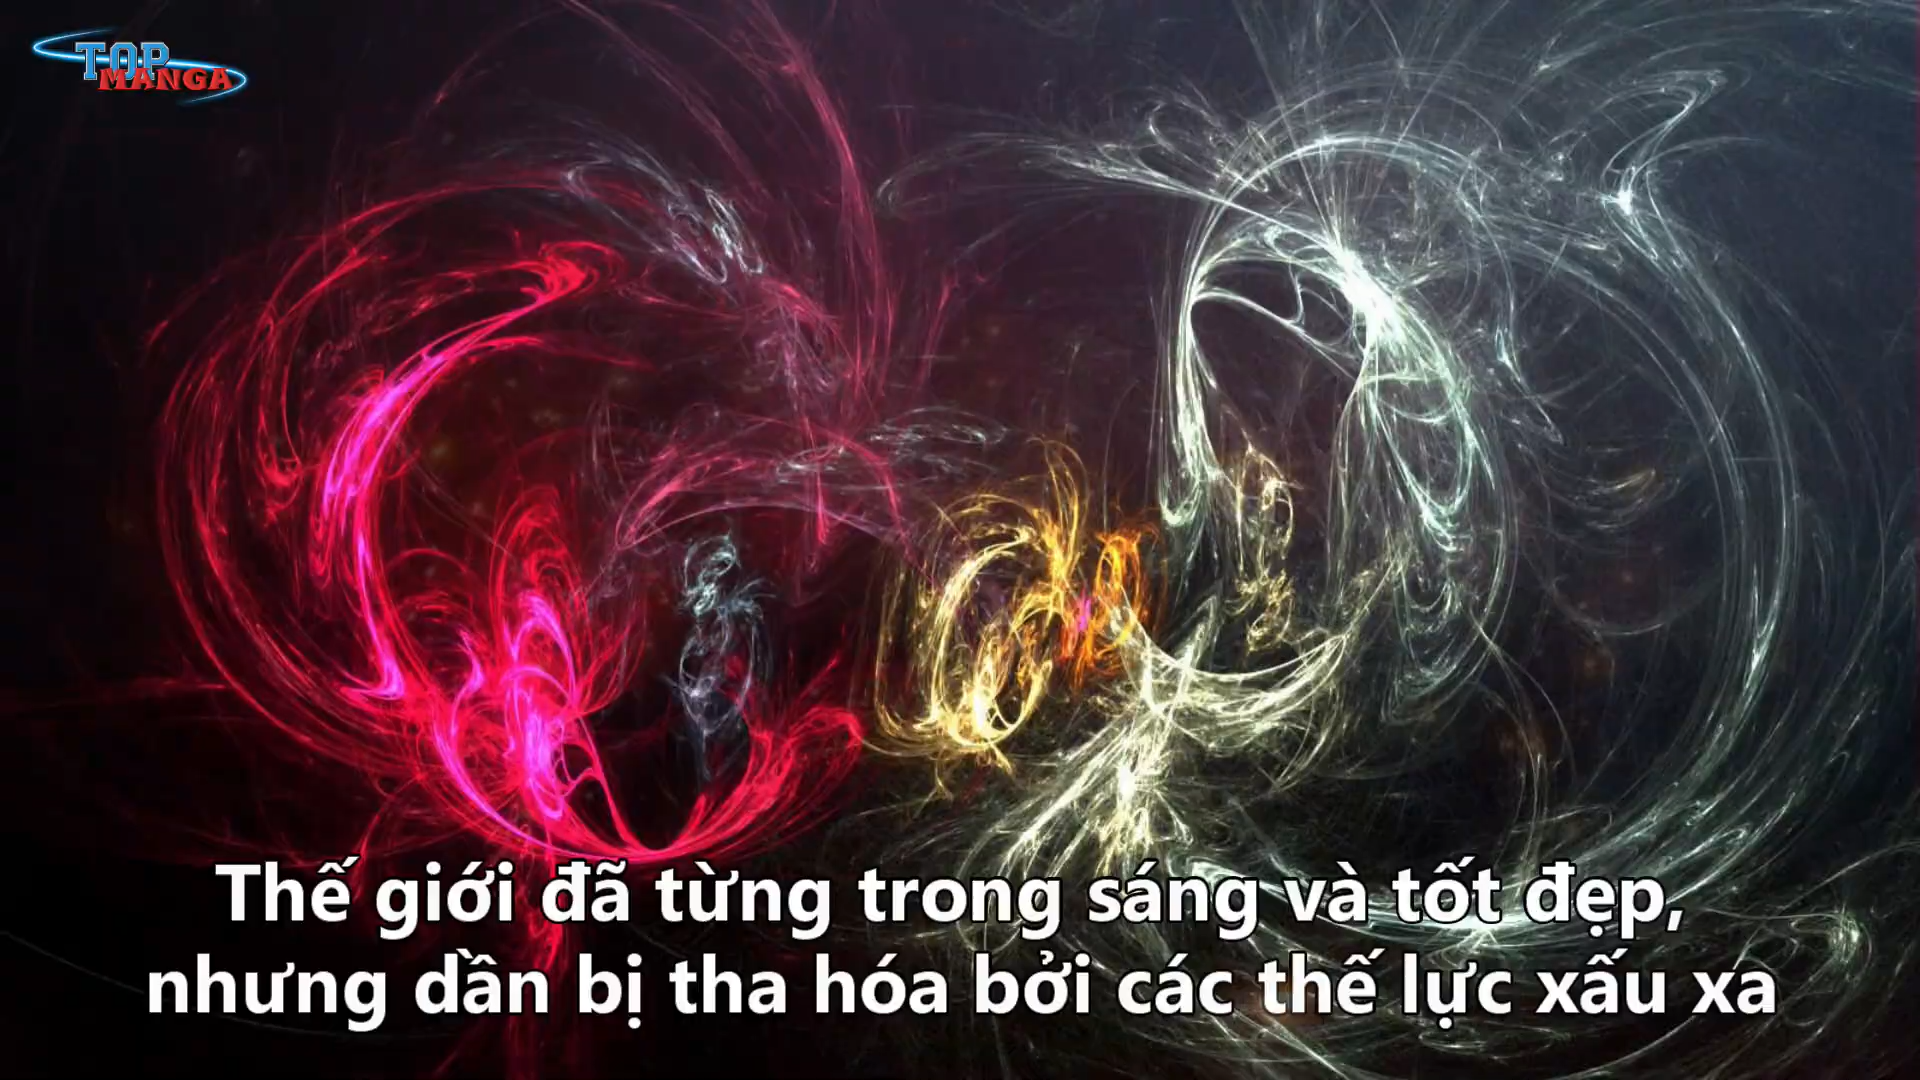 TOP
MANGA
Thế giới đã từng trong sáng và tốt đẹp,
nhưng dần bị tha hóa bởi các thế lực xấu xa